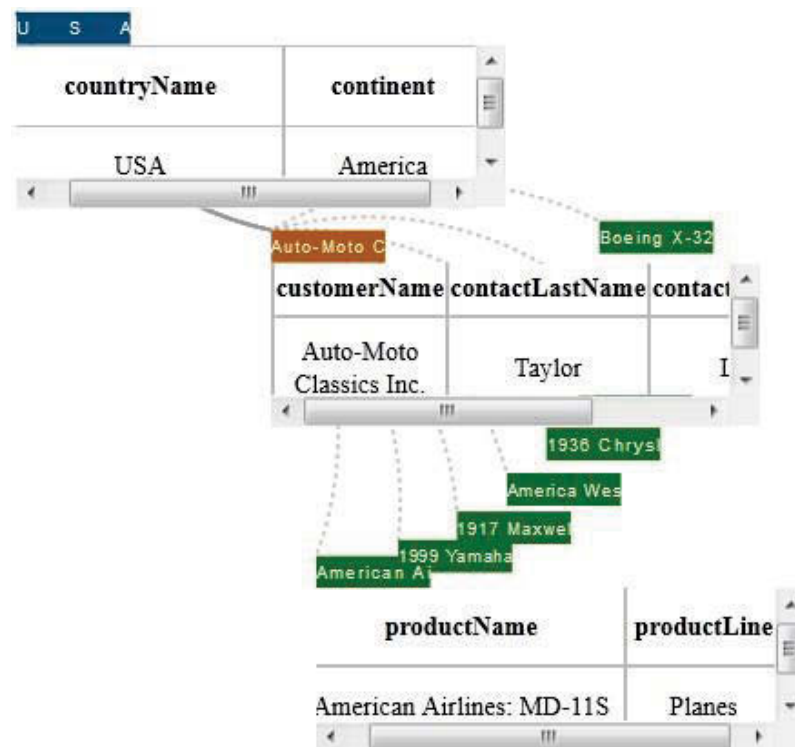 U S A
countryName continent
USA America
Auto-Moto C
Boeing X-32
customerName contactLastName contact
Auto-Moto
Classics Inc.
Taylor
1936 Chrysl
America Wes
1917 Maxwel
1999 Yamaha
American Ai
productName productLine
American Airlines: MD-11S Planes